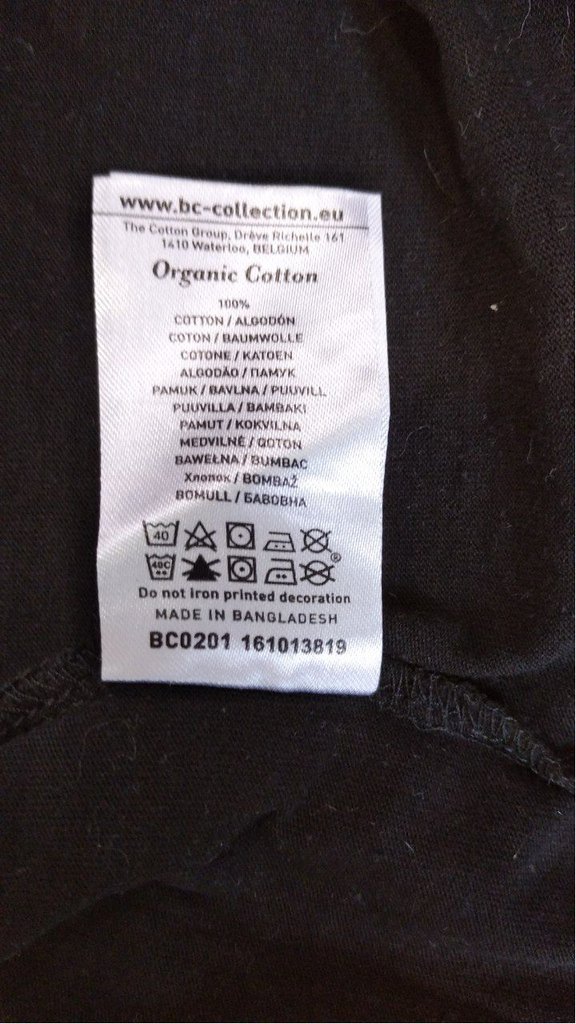 www.bc-collection.eu
The Cotton Group, Drève Richelle 161
1410 Waterloo, BELGIUM
Organic Cotton
100%
COTTON / ALGODÓN
COTON / BAUMWOLLE
COTONE / KATOEN
ALGODÃO / ПАМУК
PAMUK / BAVLNA / PUUVILL
PUUVILLA / BAMBAKI
PAMUT / KOKVILNA
MEDVILNĖ / QOTON
BAWEŁNA / BUMBAC
Хлопок / BOMBAŽ
BOMULL / БАВОВНА
40
40C
®
Do not iron printed decoration
MADE IN BANGLADESH
BC0201 161013819